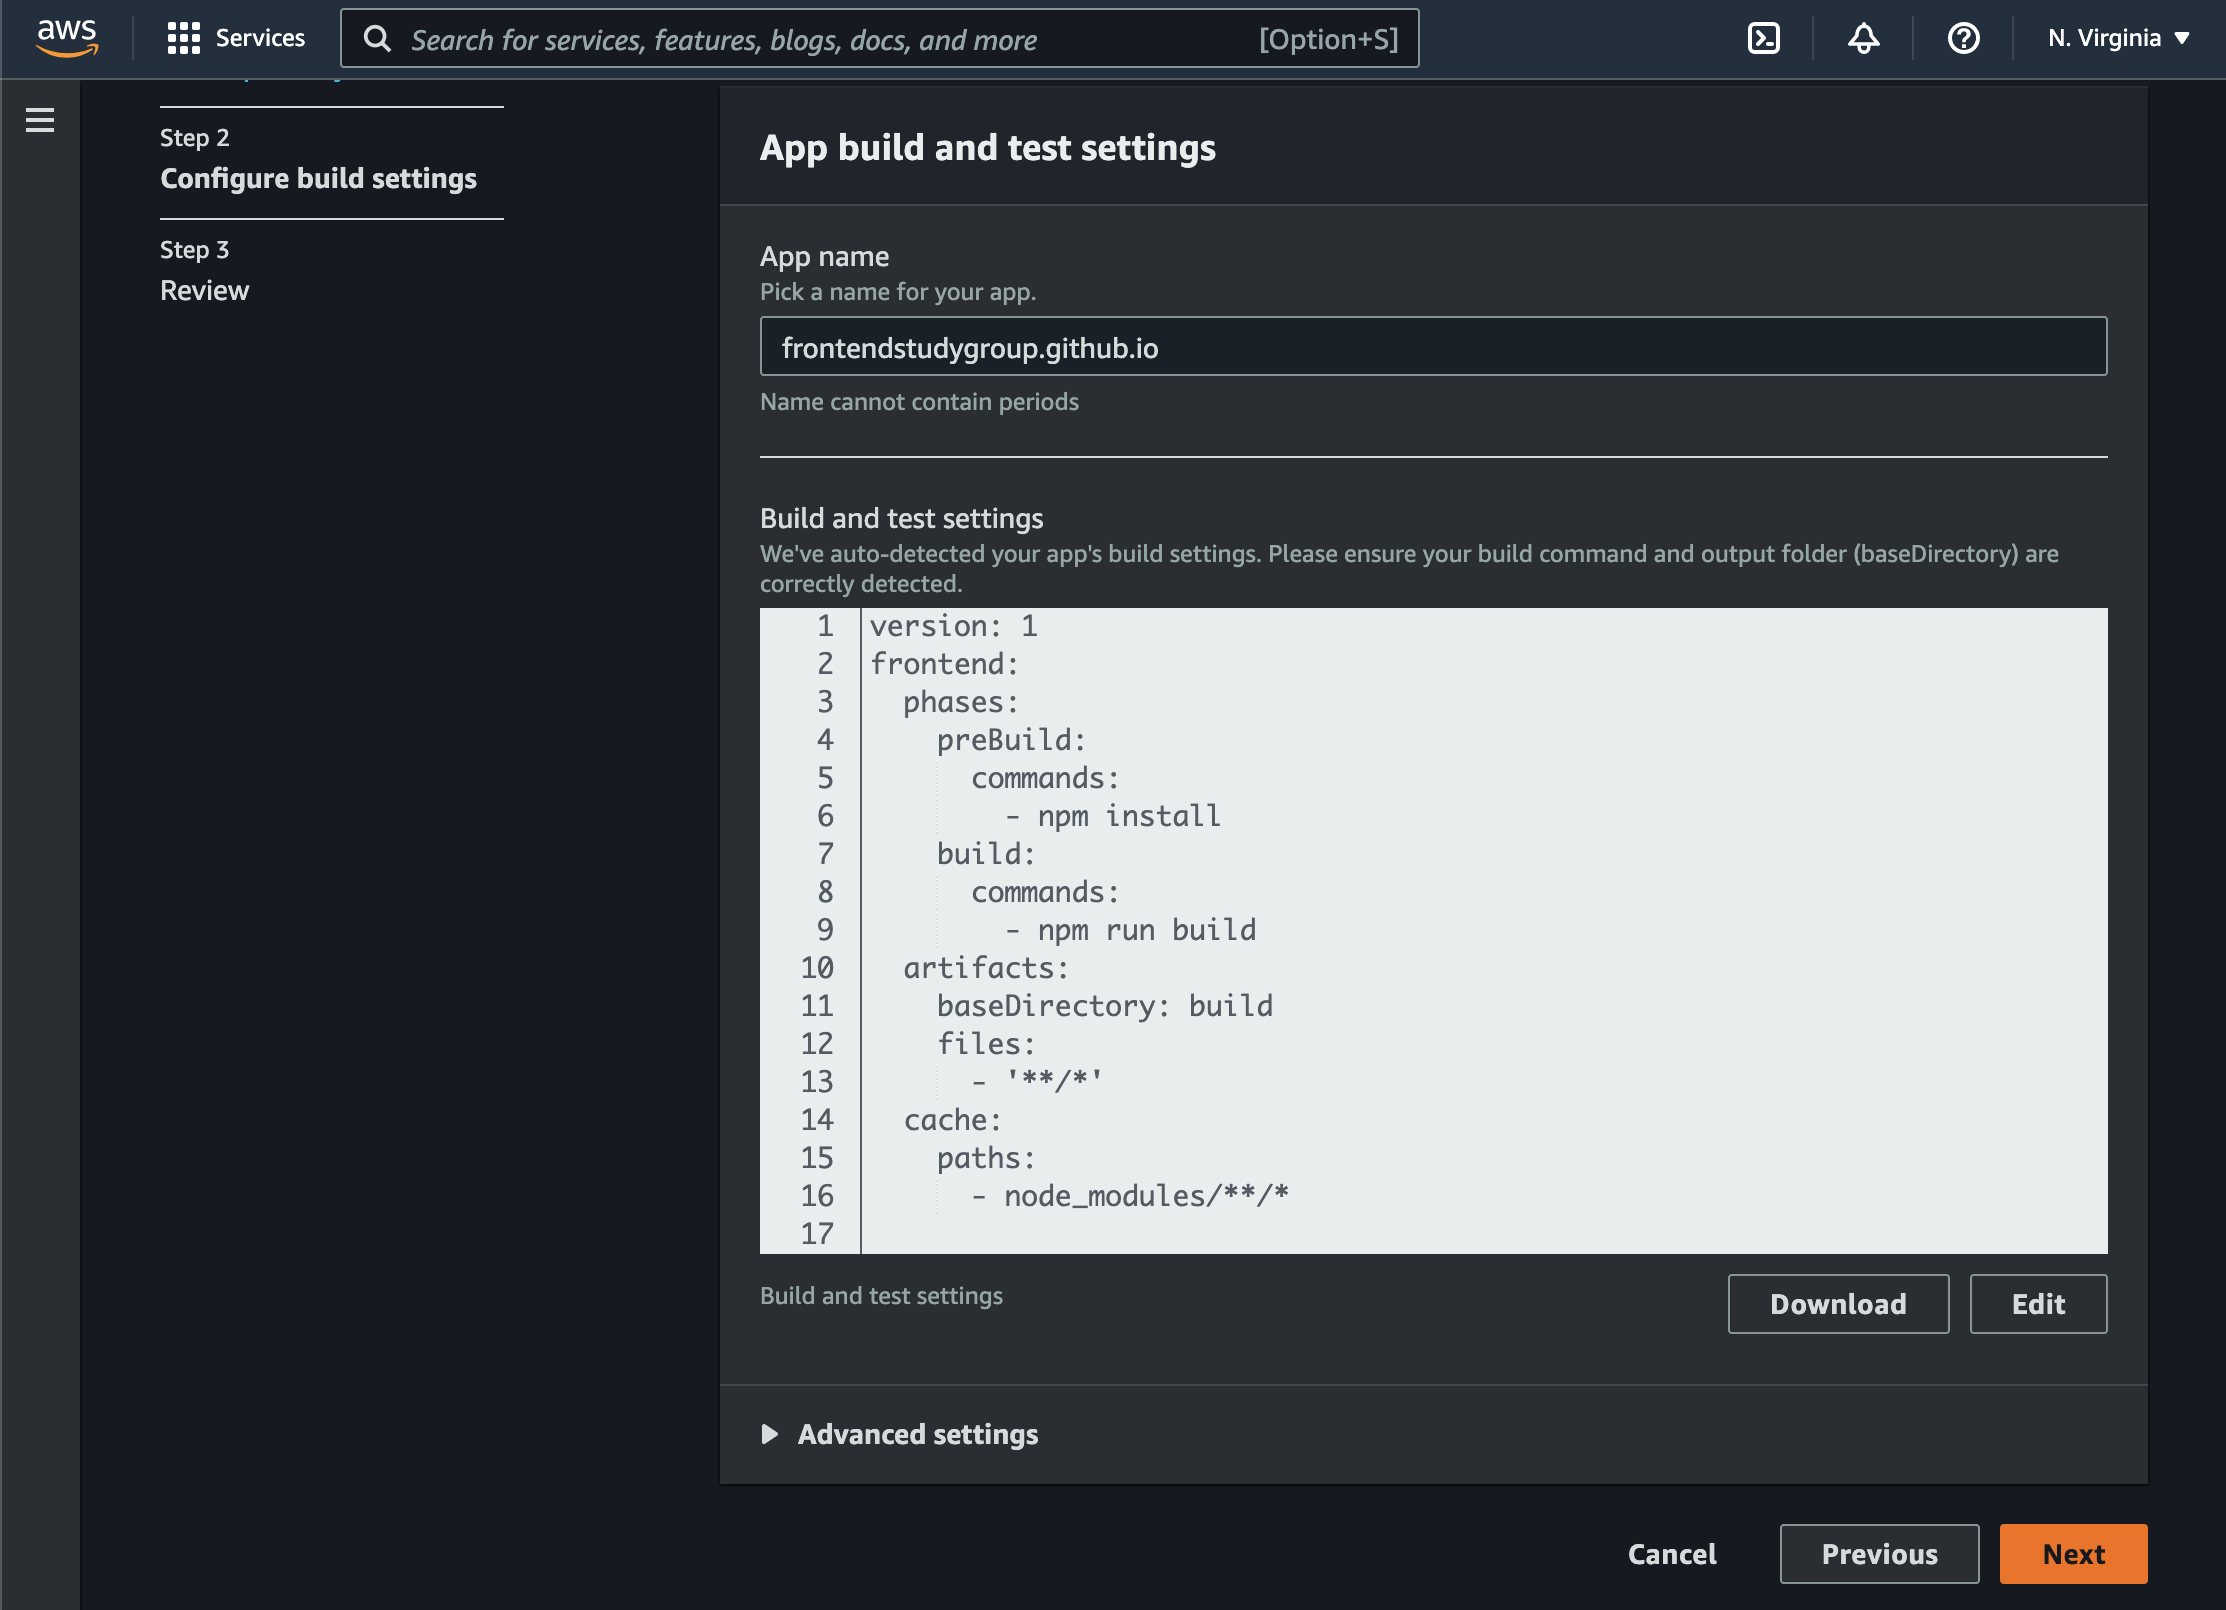 aws
Services
Search for services, features, blogs, docs, and more
[Option+S]
N. Virginia
Step 2
Configure build settings
Step 3
Review
App build and test settings
App name
Pick a name for your app.
frontendstudygroup.github.io
Name cannot contain periods
Build and test settings
We've auto-detected your app's build settings. Please ensure your build command and output folder (baseDirectory) are
correctly detected.
1 version: 1
2 frontend:
3   phases:
4     preBuild:
5       commands:
6         - npm install
7     build:
8       commands:
9         - npm run build
10   artifacts:
11     baseDirectory: build
12     files:
13       - '**/*'
14   cache:
15     paths:
16       - node_modules/**/*
17
Build and test settings
Download
Edit
Advanced settings
Cancel
Previous
Next